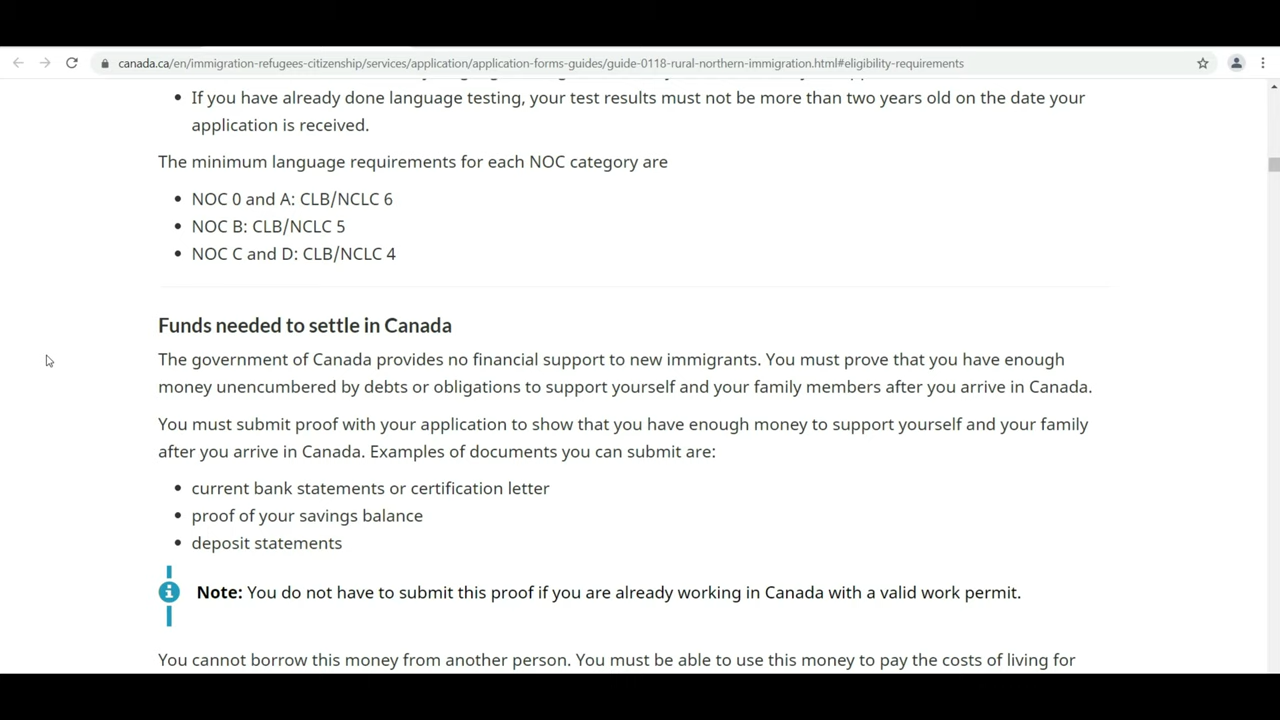 canada.ca/en/immigration-refugees-citizenship/services/application/application-forms-guides/guide-0118-rural-northern-immigration.html#eligibility-requirements
If you have already done language testing, your test results must not be more than two years old on the date your
application is received.
The minimum language requirements for each NOC category are
NOC 0 and A: CLB/NCLC 6
NOC B: CLB/NCLC 5
NOC C and D: CLB/NCLC 4
Funds needed to settle in Canada
The government of Canada provides no financial support to new immigrants. You must prove that you have enough
money unencumbered by debts or obligations to support yourself and your family members after you arrive in Canada.
You must submit proof with your application to show that you have enough money to support yourself and your family
after you arrive in Canada. Examples of documents you can submit are:
current bank statements or certification letter
proof of your savings balance
deposit statements
Note: You do not have to submit this proof if you are already working in Canada with a valid work permit.
You cannot borrow this money from another person. You must be able to use this money to pay the costs of living for